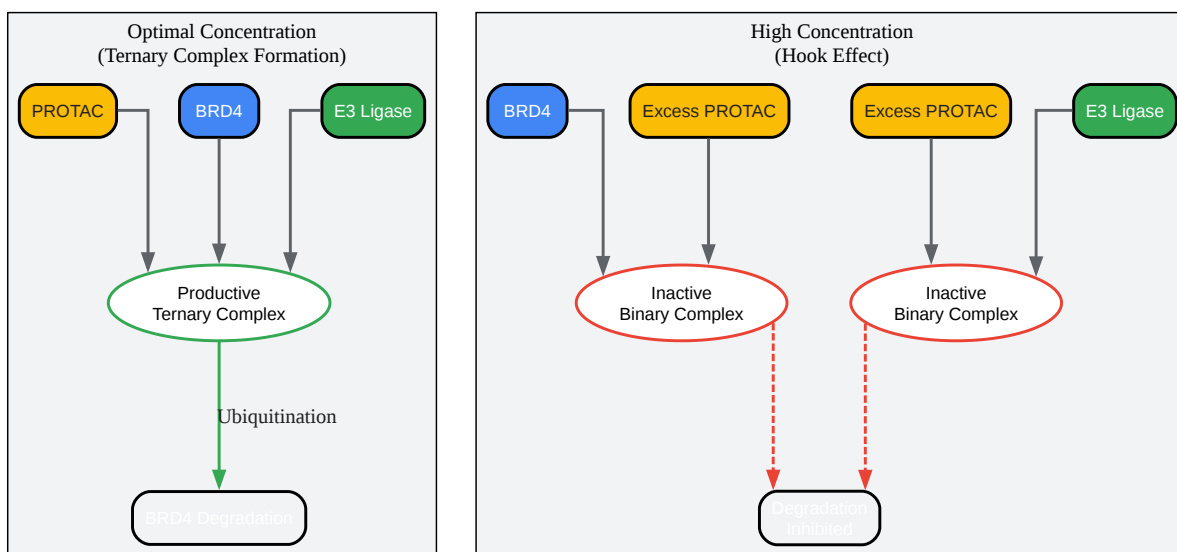 Optimal Concentration
(Ternary Complex Formation)
PROTAC
BRD4
E3 Ligase
Productive
Ternary Complex
Ubiquitination
BRD4 Degradation
High Concentration
(Hook Effect)
BRD4
Excess PROTAC
Excess PROTAC
E3 Ligase
Inactive
Binary Complex
Inactive
Binary Complex
Degradation
Inhibited